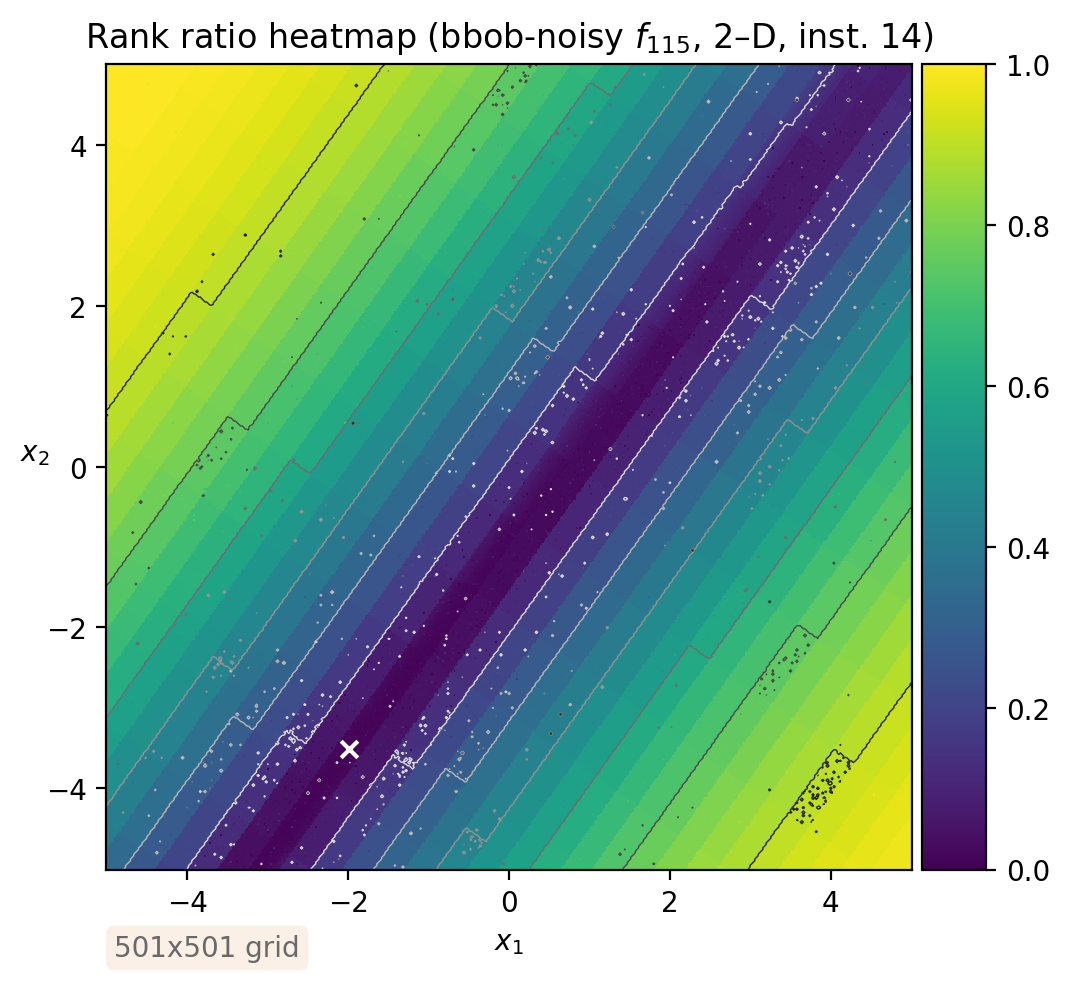 Rank ratio heatmap (bbob-noisy f₁₁₅, 2–D, inst. 14)
1.0
0.8
0.6
0.4
0.2
0.0
4
2
0
−2
−4
x₂
−4 −2 0 2 4
x₁
501x501 grid